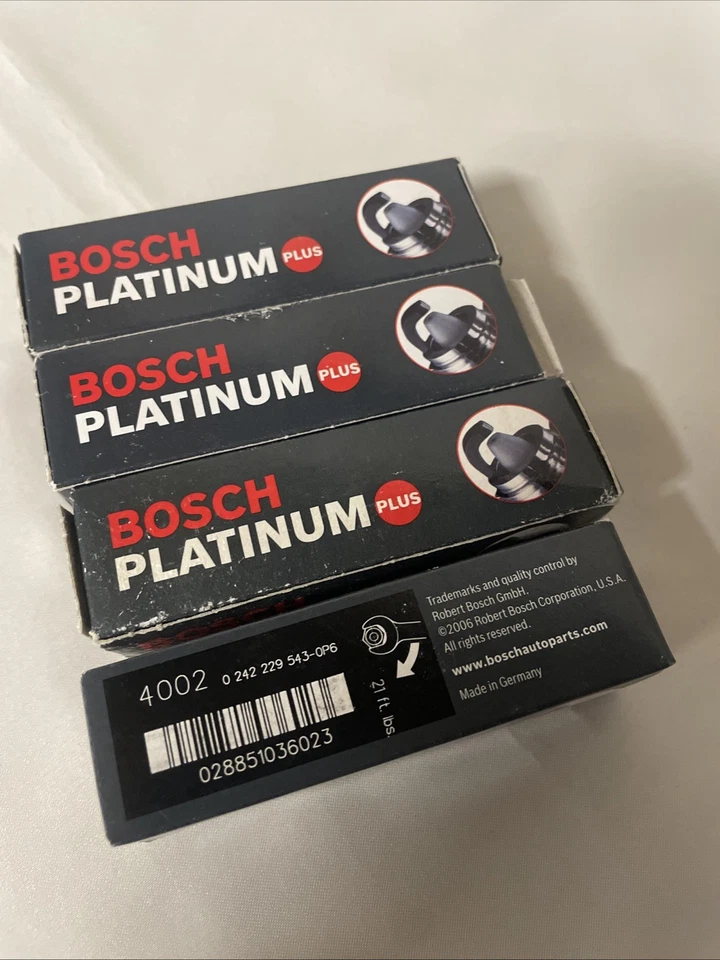 BOSCH
PLATINUM PLUS
BOSCH
PLATINUM PLUS
BOSCH
PLATINUM PLUS
BOSCH
4002 0 242 229 543-0P6
028851036023
21 ft. lbs.
Trademarks and quality control by
Robert Bosch GmbH.
©2006 Robert Bosch Corporation, U.S.A.
All rights reserved.
www.boschautoparts.com
Made in Germany